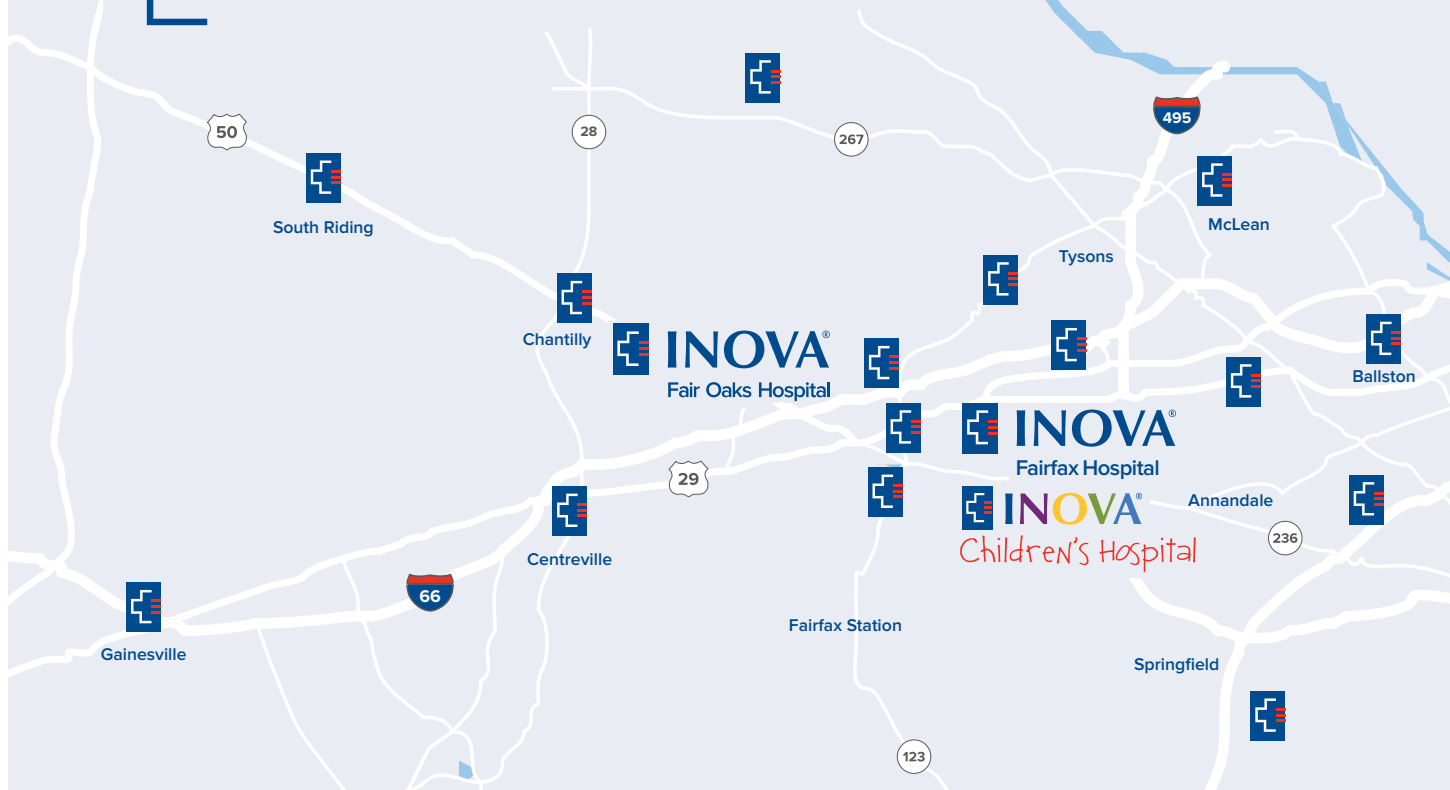 495
50
28
267
South Riding
McLean
Tysons
Chantilly
INOVA®
Fair Oaks Hospital
Ballston
INOVA®
Fairfax Hospital
29
INOVA®
Children's Hospital
Annandale
236
Centreville
66
Fairfax Station
Gainesville
Springfield
123